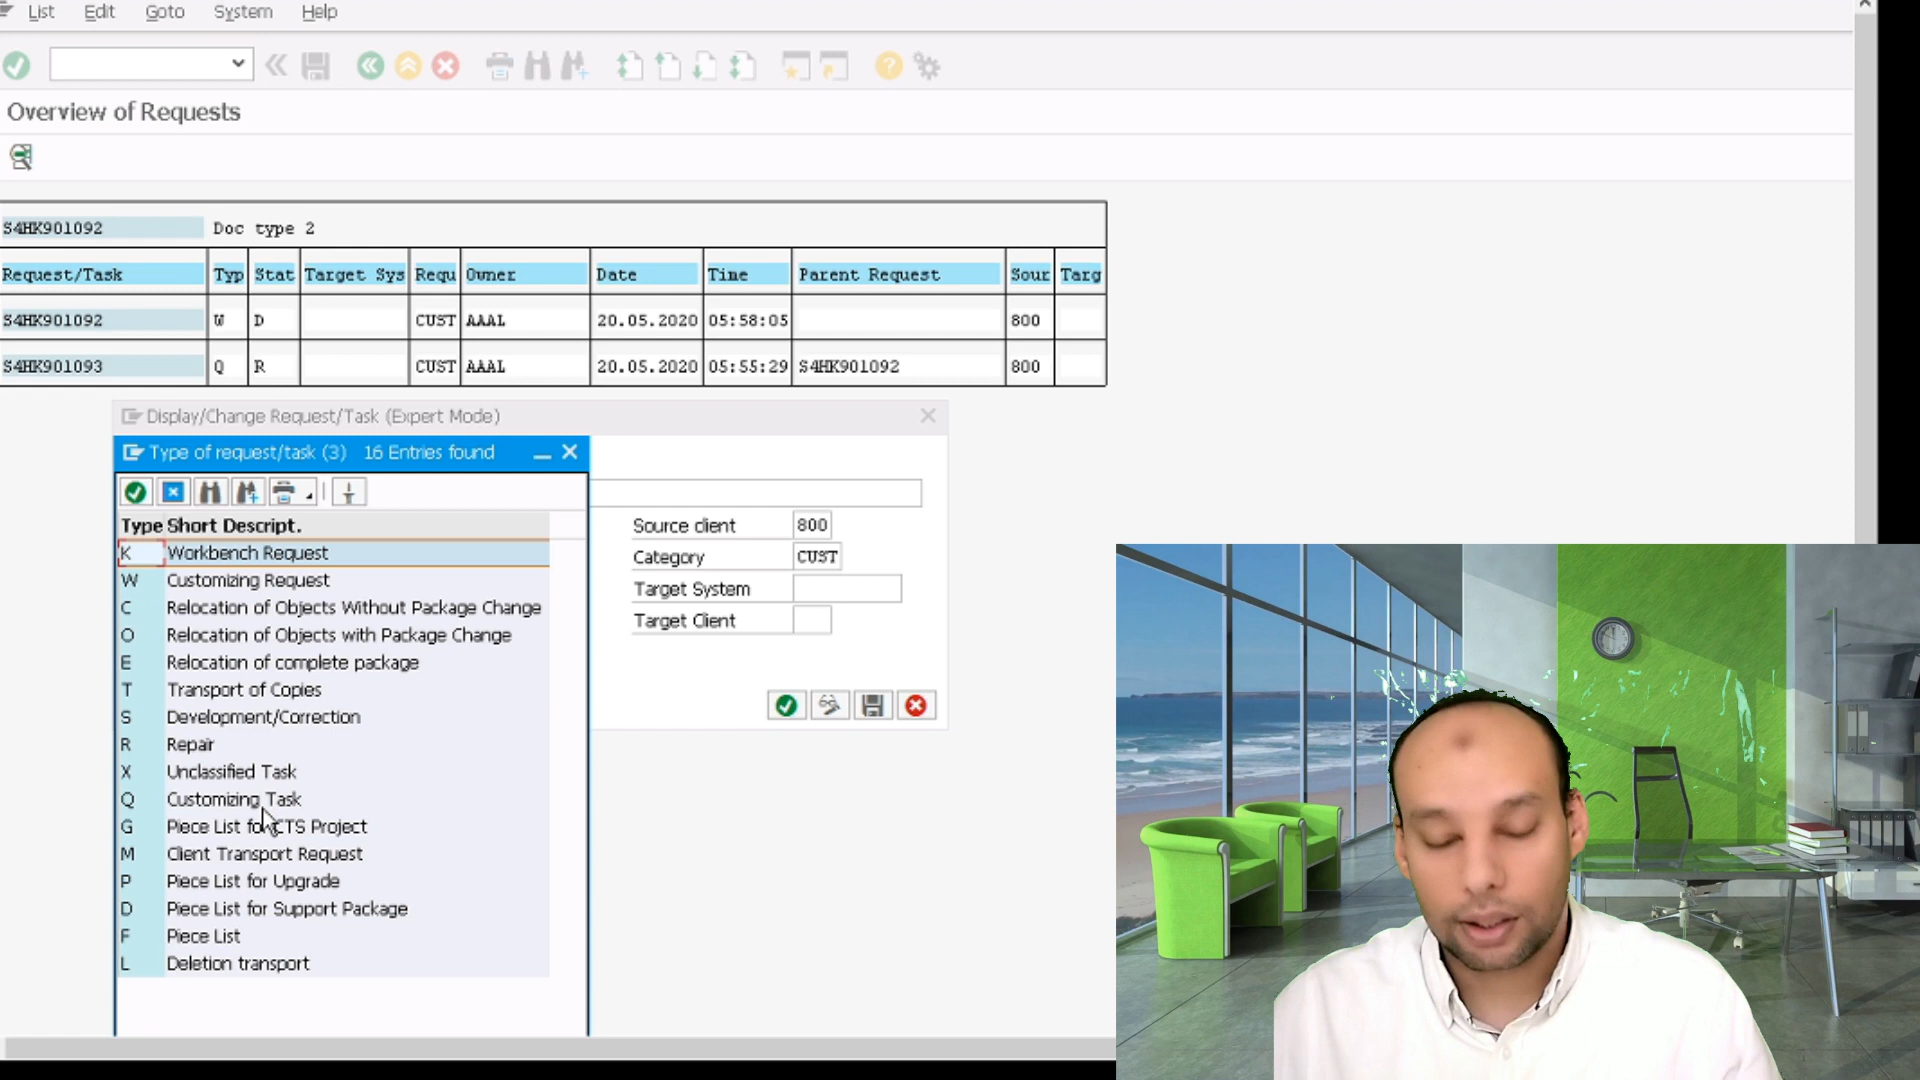 List Edit Goto System Help
Overview of Requests
S4HK901092 Doc type 2
Request/Task Typ Stat Target Sys Requ Owner Date Time Parent Request Sour Targ
S4HK901092 W D CUST AAAL 20.05.2020 05:58:05 800
S4HK901093 Q R CUST AAAL 20.05.2020 05:55:29 S4HK901092 800
Display/Change Request/Task (Expert Mode)
Type of request/task (3) 16 Entries found
Type Short Descript.
K Workbench Request
W Customizing Request
C Relocation of Objects Without Package Change
O Relocation of Objects with Package Change
E Relocation of complete package
T Transport of Copies
S Development/Correction
R Repair
X Unclassified Task
Q Customizing Task
G Piece List for CTS Project
M Client Transport Request
P Piece List for Upgrade
D Piece List for Support Package
F Piece List
L Deletion transport
Source client 800
Category CUST
Target System
Target Client